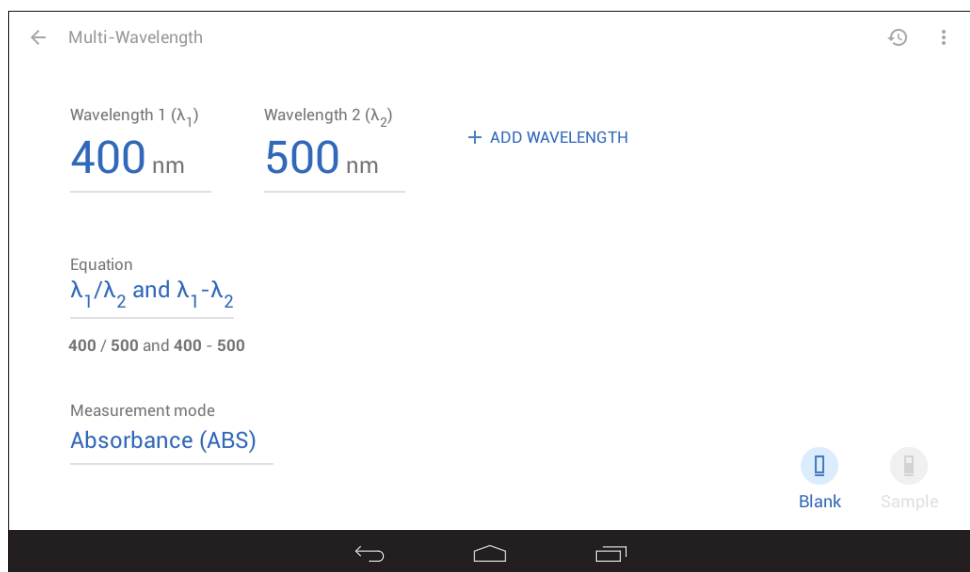 Multi-Wavelength
Wavelength 1 (λ₁) Wavelength 2 (λ₂)
400 nm 500 nm + ADD WAVELENGTH
Equation
λ₁/λ₂ and λ₁-λ₂
400 / 500 and 400 - 500
Measurement mode
Absorbance (ABS)
Blank Sample